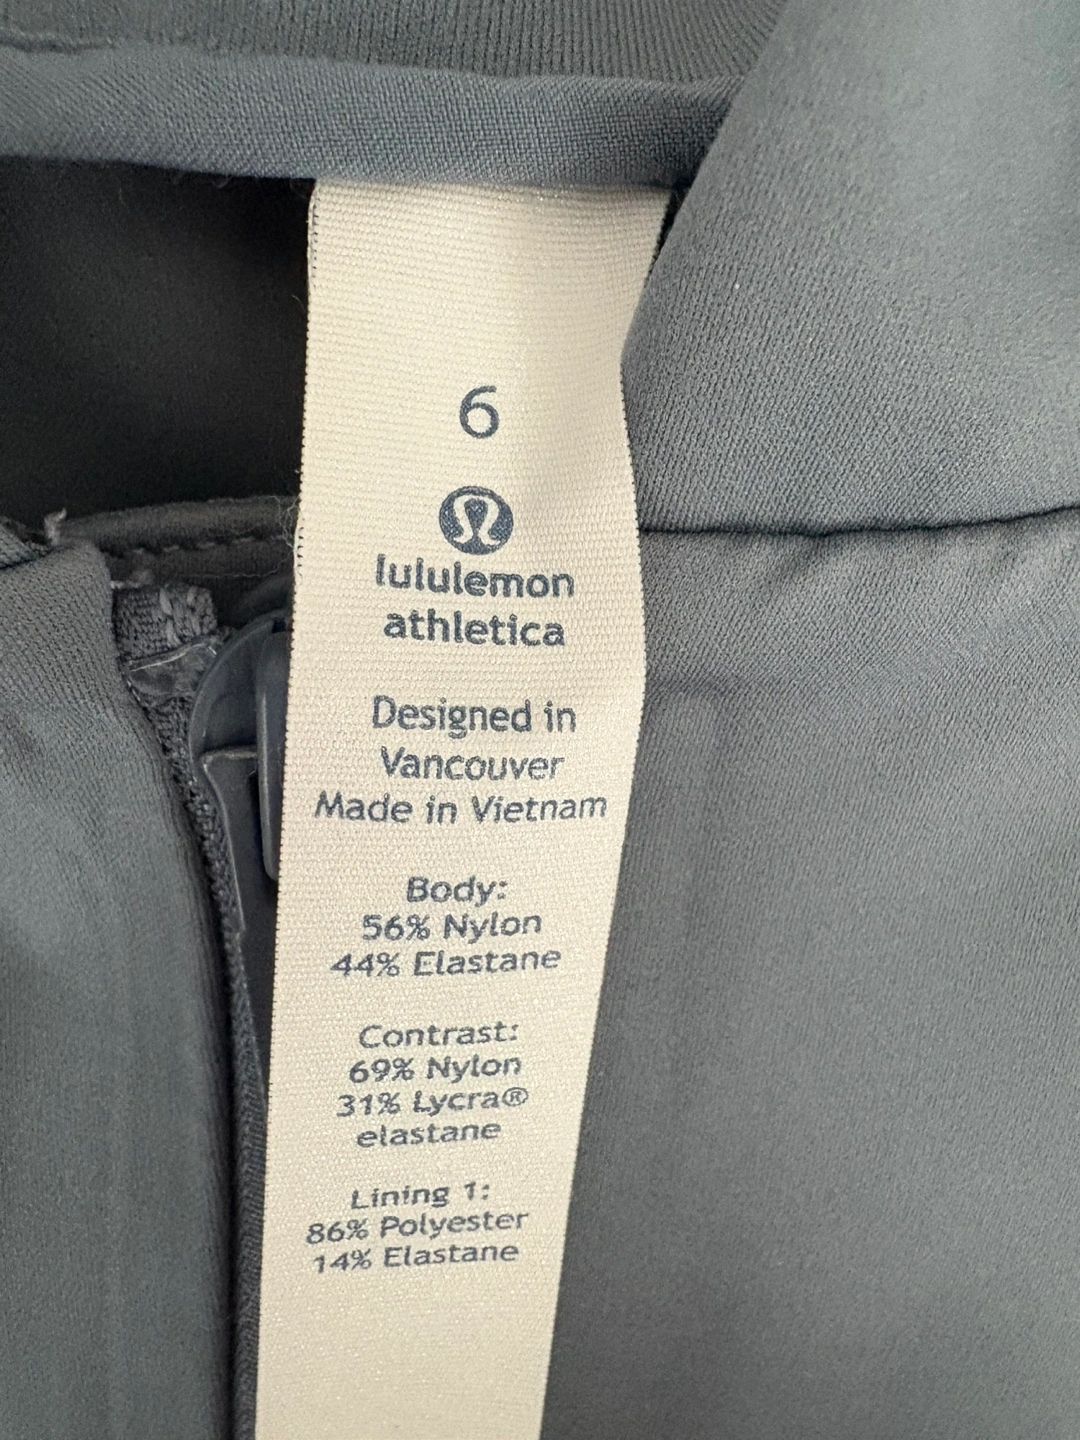 6
lululemon
athletica
Designed in
Vancouver
Made in Vietnam
Body:
56% Nylon
44% Elastane
Contrast:
69% Nylon
31% Lycra®
elastane
Lining 1:
86% Polyester
14% Elastane